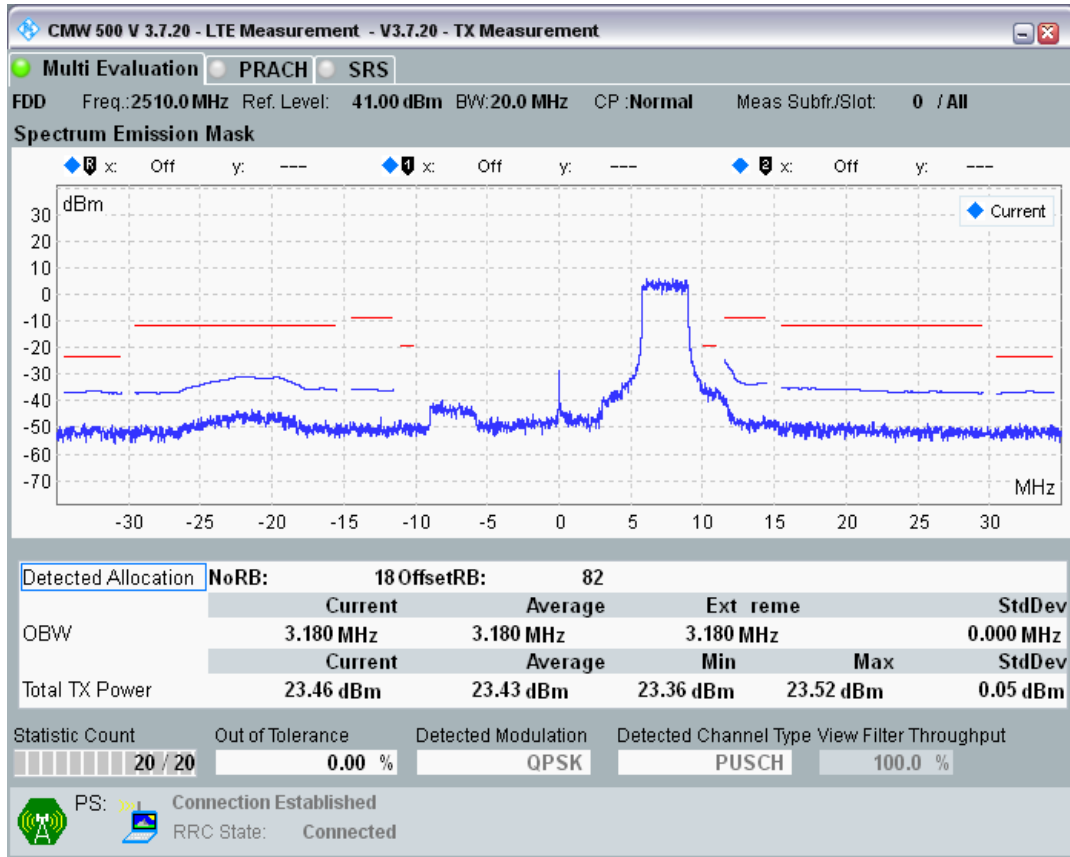 CMW 500 V 3.7.20 - LTE Measurement - V3.7.20 - TX Measurement
Multi Evaluation PRACH SRS
FDD Freq.:2510.0 MHz Ref. Level: 41.00 dBm BW:20.0 MHz CP :Normal Meas Subfr./Slot: 0 / All
Spectrum Emission Mask
R x: Off y: --- 1 x: Off y: --- 2 x: Off y: ---
dBm
Current
30
20
10
0
-10
-20
-30
-40
-50
-60
-70
MHz
-30 -25 -20 -15 -10 -5 0 5 10 15 20 25 30
Detected Allocation NoRB: 18 OffsetRB: 82
Current Average Ext reme StdDev
OBW 3.180 MHz 3.180 MHz 3.180 MHz 0.000 MHz
Current Average Min Max StdDev
Total TX Power 23.46 dBm 23.43 dBm 23.36 dBm 23.52 dBm 0.05 dBm
Statistic Count Out of Tolerance Detected Modulation Detected Channel Type View Filter Throughput
20 / 20 0.00 % QPSK PUSCH 100.0 %
PS: Connection Established
RRC State: Connected